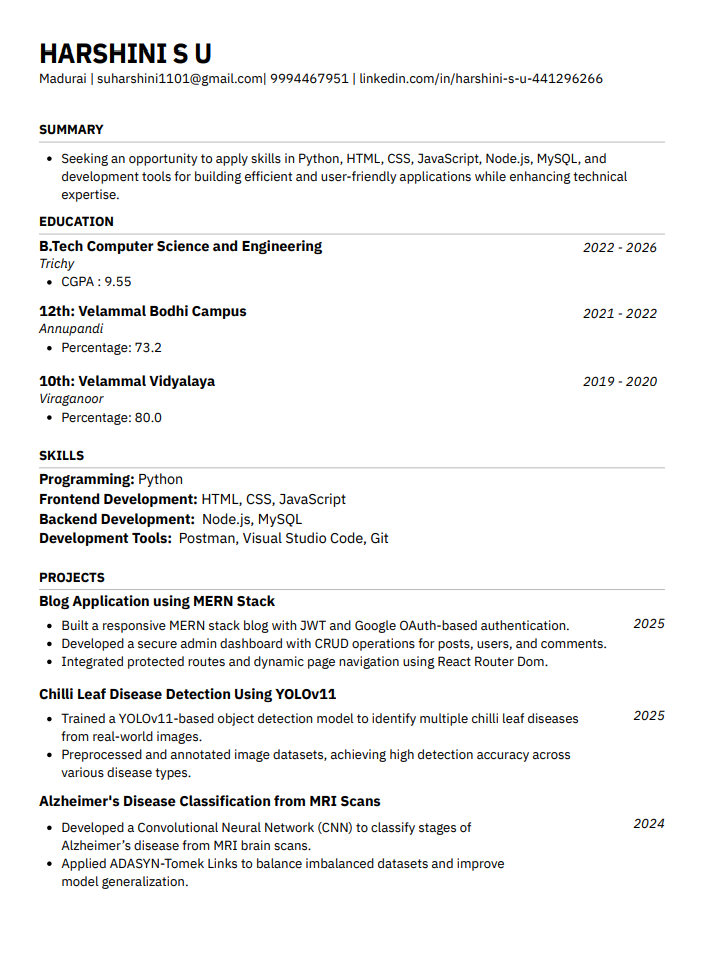 HARSHINI S U
Madurai | suharshini1101@gmail.com| 9994467951 | linkedin.com/in/harshini-s-u-441296266
SUMMARY
• Seeking an opportunity to apply skills in Python, HTML, CSS, JavaScript, Node.js, MySQL, and
development tools for building efficient and user-friendly applications while enhancing technical
expertise.
EDUCATION
B.Tech Computer Science and Engineering 2022 - 2026
Trichy
• CGPA : 9.55
12th: Velammal Bodhi Campus 2021 - 2022
Annupandi
• Percentage: 73.2
10th: Velammal Vidyalaya 2019 - 2020
Viraganoor
• Percentage: 80.0
SKILLS
Programming: Python
Frontend Development: HTML, CSS, JavaScript
Backend Development: Node.js, MySQL
Development Tools: Postman, Visual Studio Code, Git
PROJECTS
Blog Application using MERN Stack
• Built a responsive MERN stack blog with JWT and Google OAuth-based authentication. 2025
• Developed a secure admin dashboard with CRUD operations for posts, users, and comments.
• Integrated protected routes and dynamic page navigation using React Router Dom.
Chilli Leaf Disease Detection Using YOLOv11
• Trained a YOLOv11-based object detection model to identify multiple chilli leaf diseases 2025
from real-world images.
• Preprocessed and annotated image datasets, achieving high detection accuracy across
various disease types.
Alzheimer's Disease Classification from MRI Scans
• Developed a Convolutional Neural Network (CNN) to classify stages of 2024
Alzheimer’s disease from MRI brain scans.
• Applied ADASYN-Tomek Links to balance imbalanced datasets and improve
model generalization.